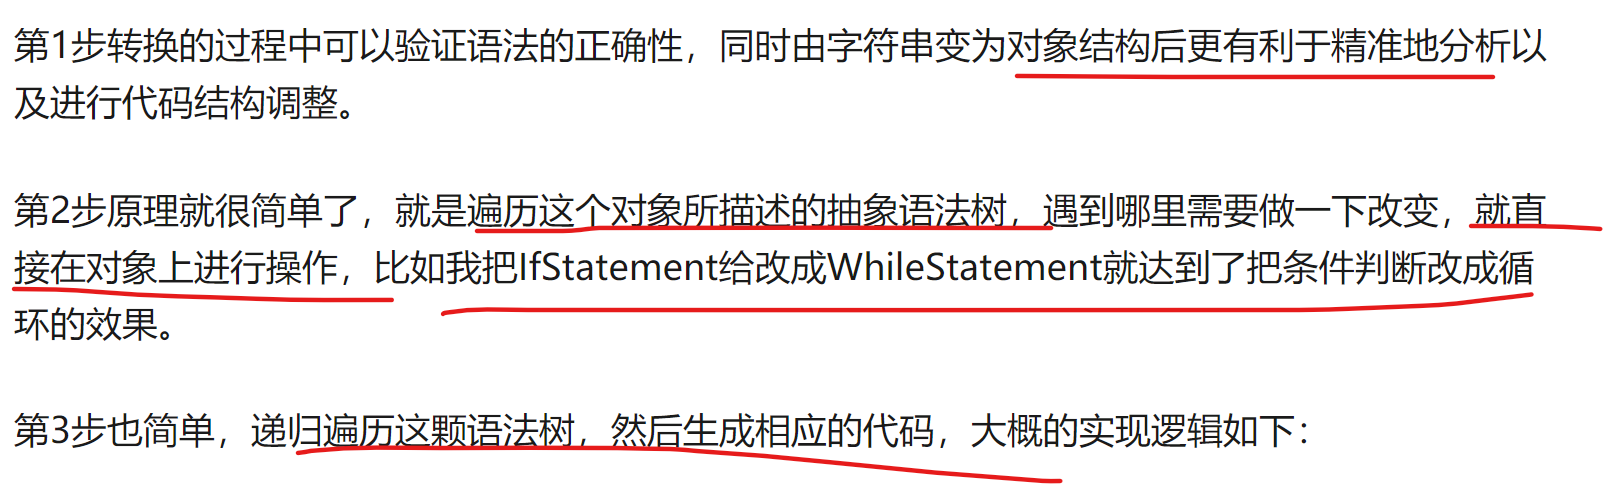 第1步转换的过程中可以验证语法的正确性，同时由字符串变为对象结构后更有利于精准地分析以
及进行代码结构调整。
第2步原理就很简单了，就是遍历这个对象所描述的抽象语法树，遇到哪里需要做一下改变，就直
接在对象上进行操作，比如我把IfStatement给改成WhileStatement就达到了把条件判断改成循
环的效果。
第3步也简单，递归遍历这颗语法树，然后生成相应的代码，大概的实现逻辑如下：